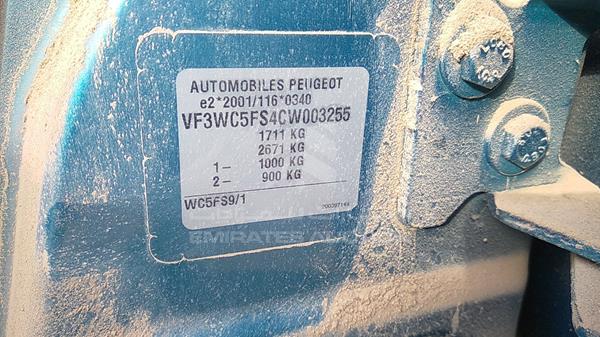 AUTOMOBILES PEUGEOT
e2*2001/116*0340
VF3WC5FS4CW003255
1711 KG
2671 KG
1- 1000 KG
2- 900 KG
WC5FS9/1
EMIRATES